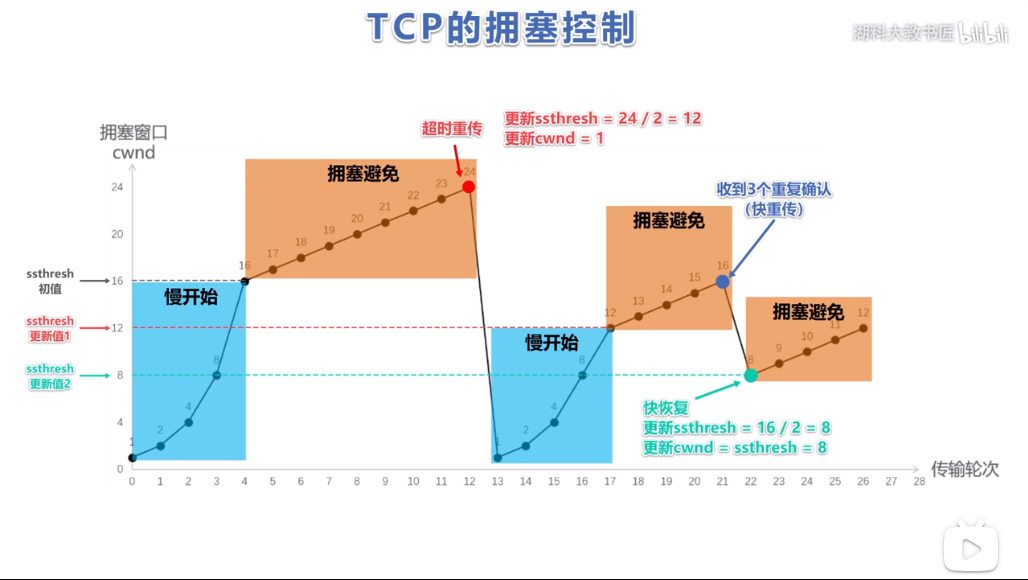 TCP的拥塞控制
湖科大教书匠 bilibili
拥塞窗口
cwnd
超时重传
更新ssthresh = 24 / 2 = 12
更新cwnd = 1
收到3个重复确认
（快重传）
拥塞避免
拥塞避免
拥塞避免
慢开始
慢开始
ssthresh
初值
ssthresh
更新值1
ssthresh
更新值2
24
20
16
12
8
4
0
1
2
4
8
16
17
18
19
20
21
22
23
24
1
2
4
8
12
13
14
15
16
8
9
10
11
12
快恢复
更新ssthresh = 16 / 2 = 8
更新cwnd = ssthresh = 8
0 1 2 3 4 5 6 7 8 9 10 11 12 13 14 15 16 17 18 19 20 21 22 23 24 25 26 27 28
传输轮次